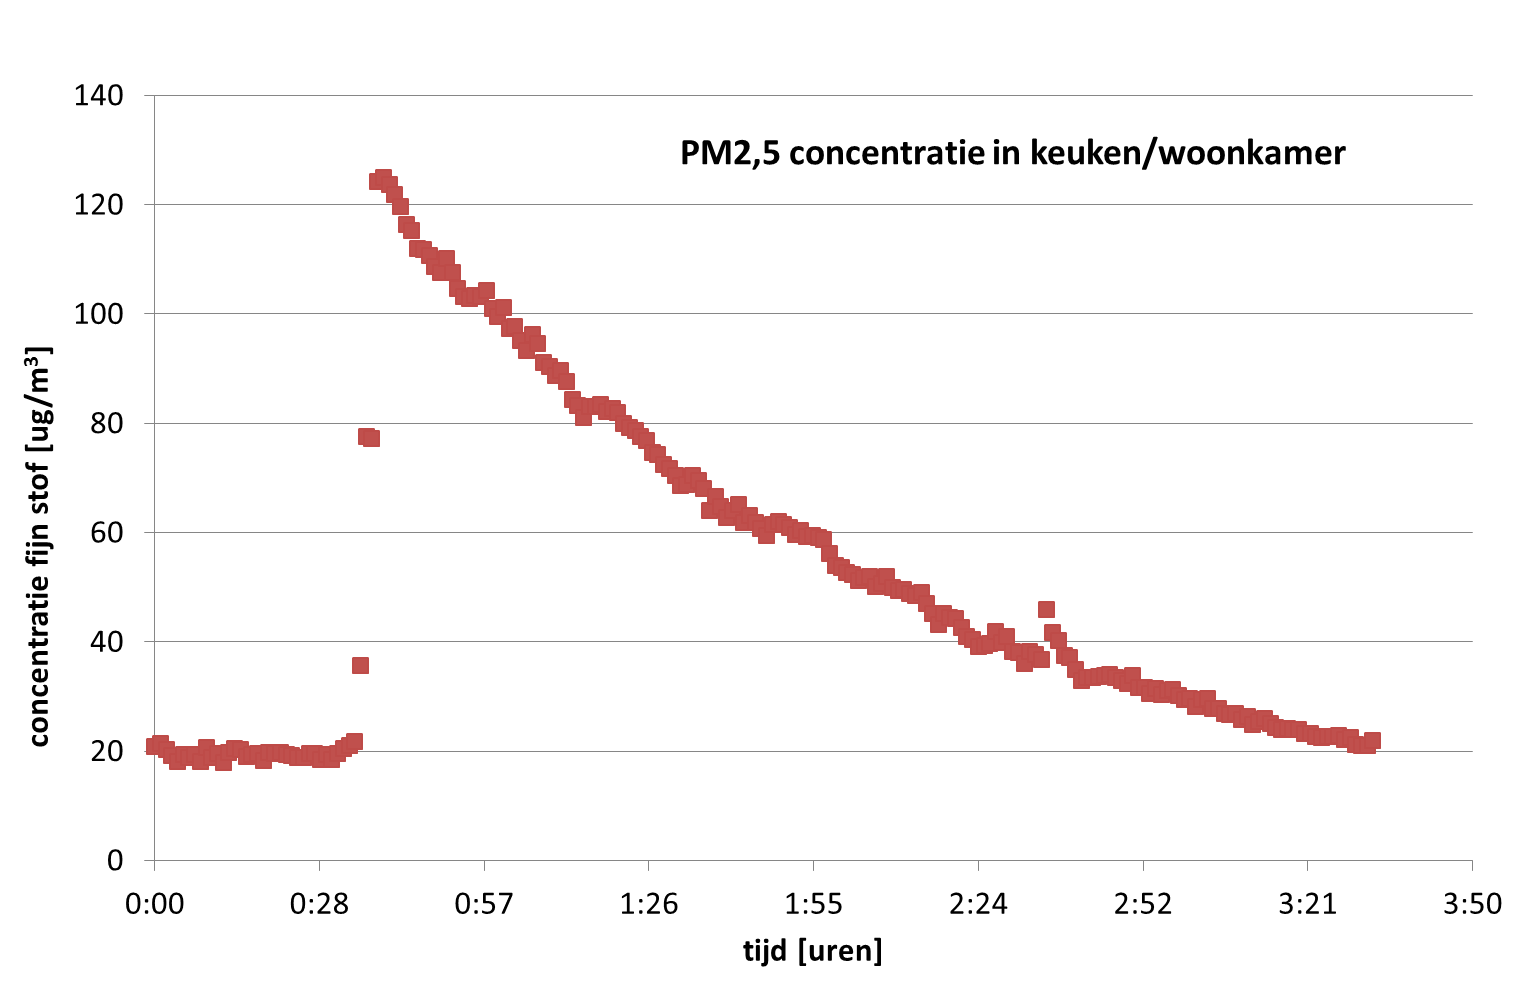 PM2,5 concentratie in keuken/woonkamer
concentratie fijn stof [ug/m³]
140
120
100
80
60
40
20
0
0:00 0:28 0:57 1:26 1:55 2:24 2:52 3:21 3:50
tijd [uren]